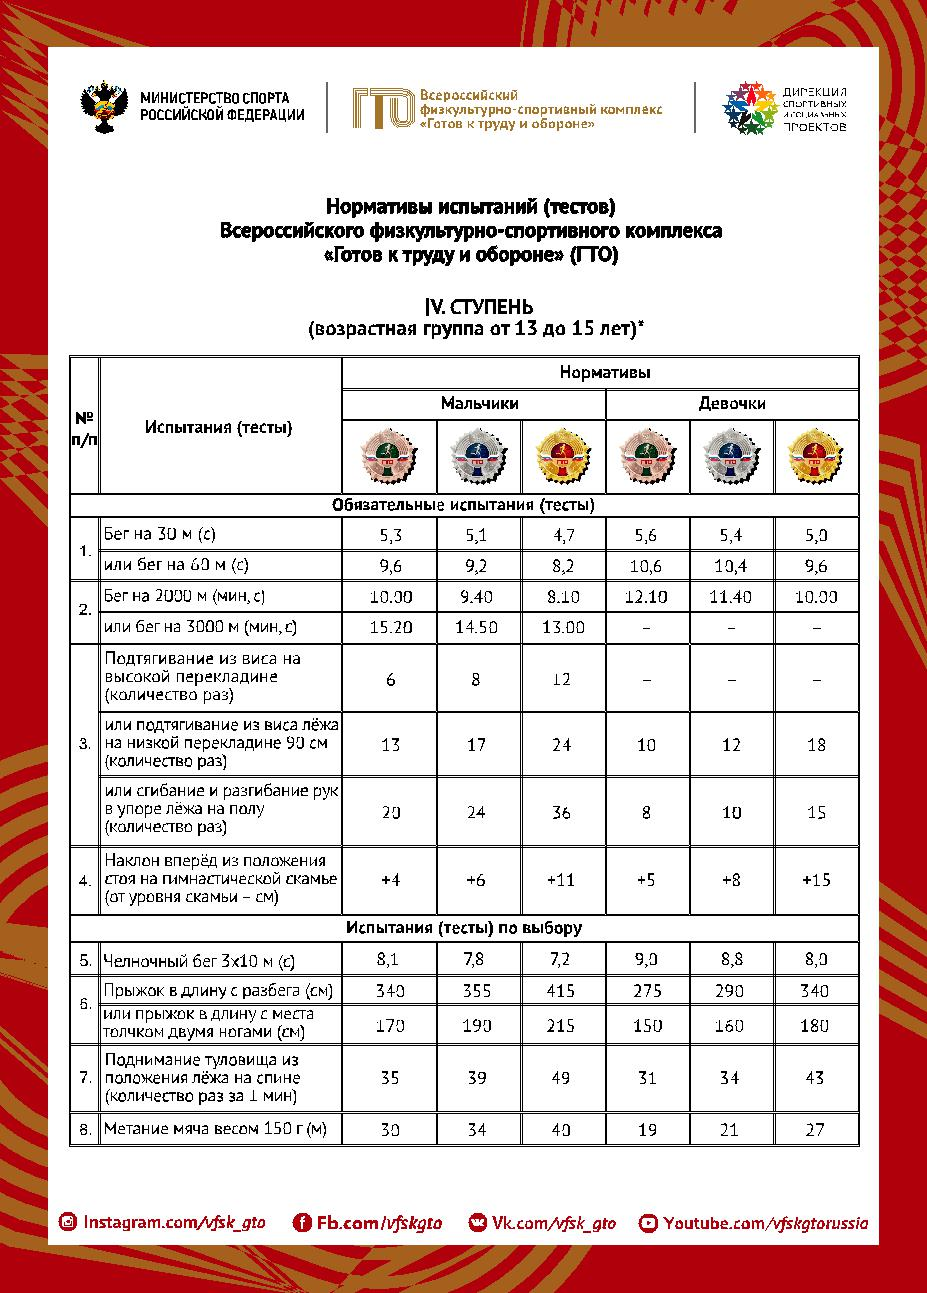 МИНИСТЕРСТВО СПОРТА
РОССИЙСКОЙ ФЕДЕРАЦИИ
ГТО
Всероссийский
физкультурно-спортивный комплекс
«Готов к труду и обороне»
ДИРЕКЦИЯ
СПОРТИВНЫХ
И СОЦИАЛЬНЫХ
ПРОЕКТОВ
Нормативы испытаний (тестов)
Всероссийского физкультурно-спортивного комплекса
«Готов к труду и обороне» (ГТО)
IV. СТУПЕНЬ
(возрастная группа от 13 до 15 лет)*
№ п/п
Испытания (тесты)
Нормативы
Мальчики Девочки
ГТО ГТО ГТО ГТО ГТО ГТО
Обязательные испытания (тесты)
1. Бег на 30 м (с) 5,3 5,1 4,7 5,6 5,4 5,0
или бег на 60 м (с) 9,6 9,2 8,2 10,6 10,4 9,6
2. Бег на 2000 м (мин, с) 10.00 9.40 8.10 12.10 11.40 10.00
или бег на 3000 м (мин, с) 15.20 14.50 13.00 – – –
3. Подтягивание из виса на
высокой перекладине
(количество раз) 6 8 12 – – –
или подтягивание из виса лёжа
на низкой перекладине 90 см
(количество раз) 13 17 24 10 12 18
или сгибание и разгибание рук
в упоре лёжа на полу
(количество раз) 20 24 36 8 10 15
4. Наклон вперёд из положения
стоя на гимнастической скамье
(от уровня скамьи – см) +4 +6 +11 +5 +8 +15
Испытания (тесты) по выбору
5. Челночный бег 3х10 м (с) 8,1 7,8 7,2 9,0 8,8 8,0
6. Прыжок в длину с разбега (см) 340 355 415 275 290 340
или прыжок в длину с места
толчком двумя ногами (см) 170 190 215 150 160 180
7. Поднимание туловища из
положения лёжа на спине
(количество раз за 1 мин) 35 39 49 31 34 43
8. Метание мяча весом 150 г (м) 30 34 40 19 21 27
Instagram.com/vfsk_gto Fb.com/vfskgto Vk.com/vfsk_gto Youtube.com/vfskgtorussia